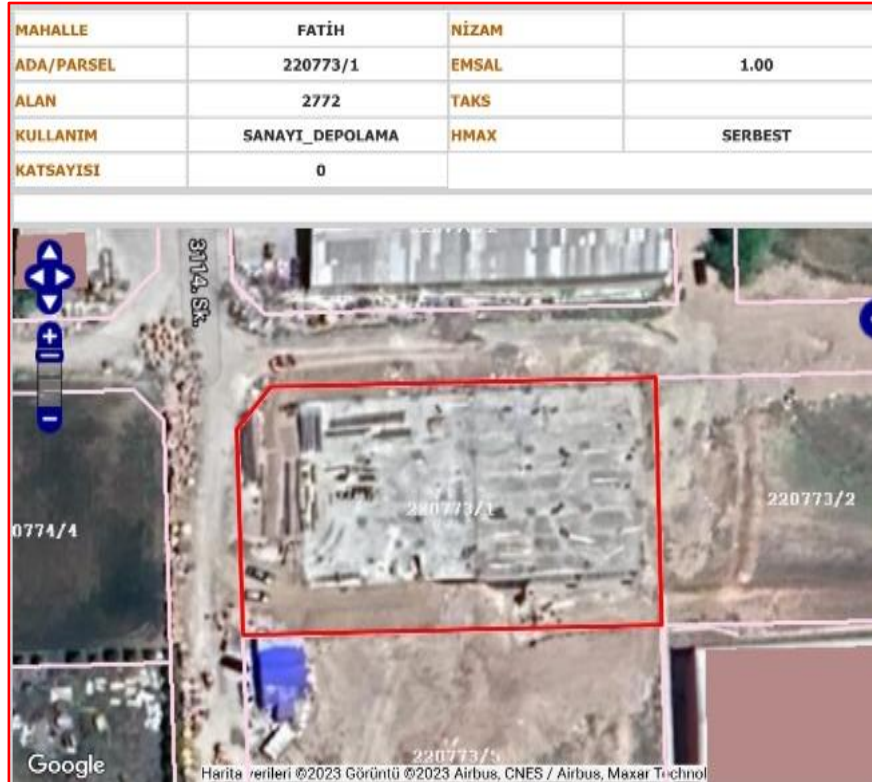 MAHALLE FATİH NİZAM
ADA/PARSEL 220773/1 EMSAL 1.00
ALAN 2772 TAKS
KULLANIM SANAYI_DEPOLAMA HMAX SERBEST
KATSAYISI 0
3114. Sk.
220773/1
220773/2
0774/4
220773/5
Google
Harita verileri ©2023 Görüntü ©2023 Airbus, CNES / Airbus, Maxar Technol